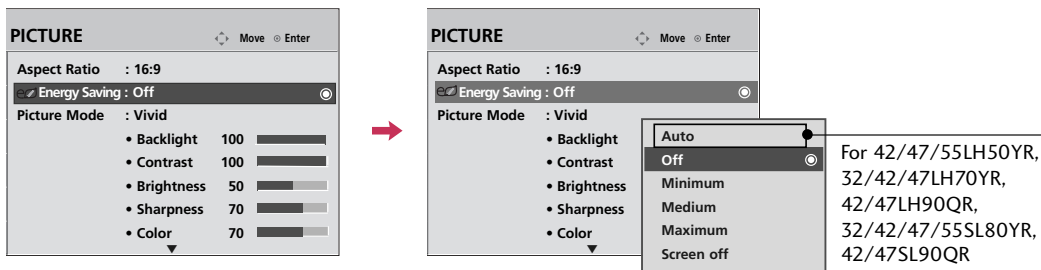 PICTURE
Move Enter
Aspect Ratio : 16:9
eco Energy Saving : Off
Picture Mode : Vivid
• Backlight 100
• Contrast 100
• Brightness 50
• Sharpness 70
• Color 70
PICTURE
Move Enter
Aspect Ratio : 16:9
eco Energy Saving : Off
Picture Mode : Vivid
• Backlight
• Contrast
• Brightness
• Sharpness
• Color
Auto
Off
Minimum
Medium
Maximum
Screen off
For 42/47/55LH50YR,
32/42/47LH70YR,
42/47LH90QR,
32/42/47/55SL80YR,
42/47SL90QR